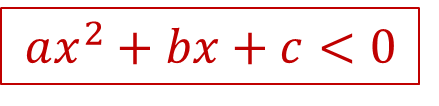 ax² + bx + c < 0